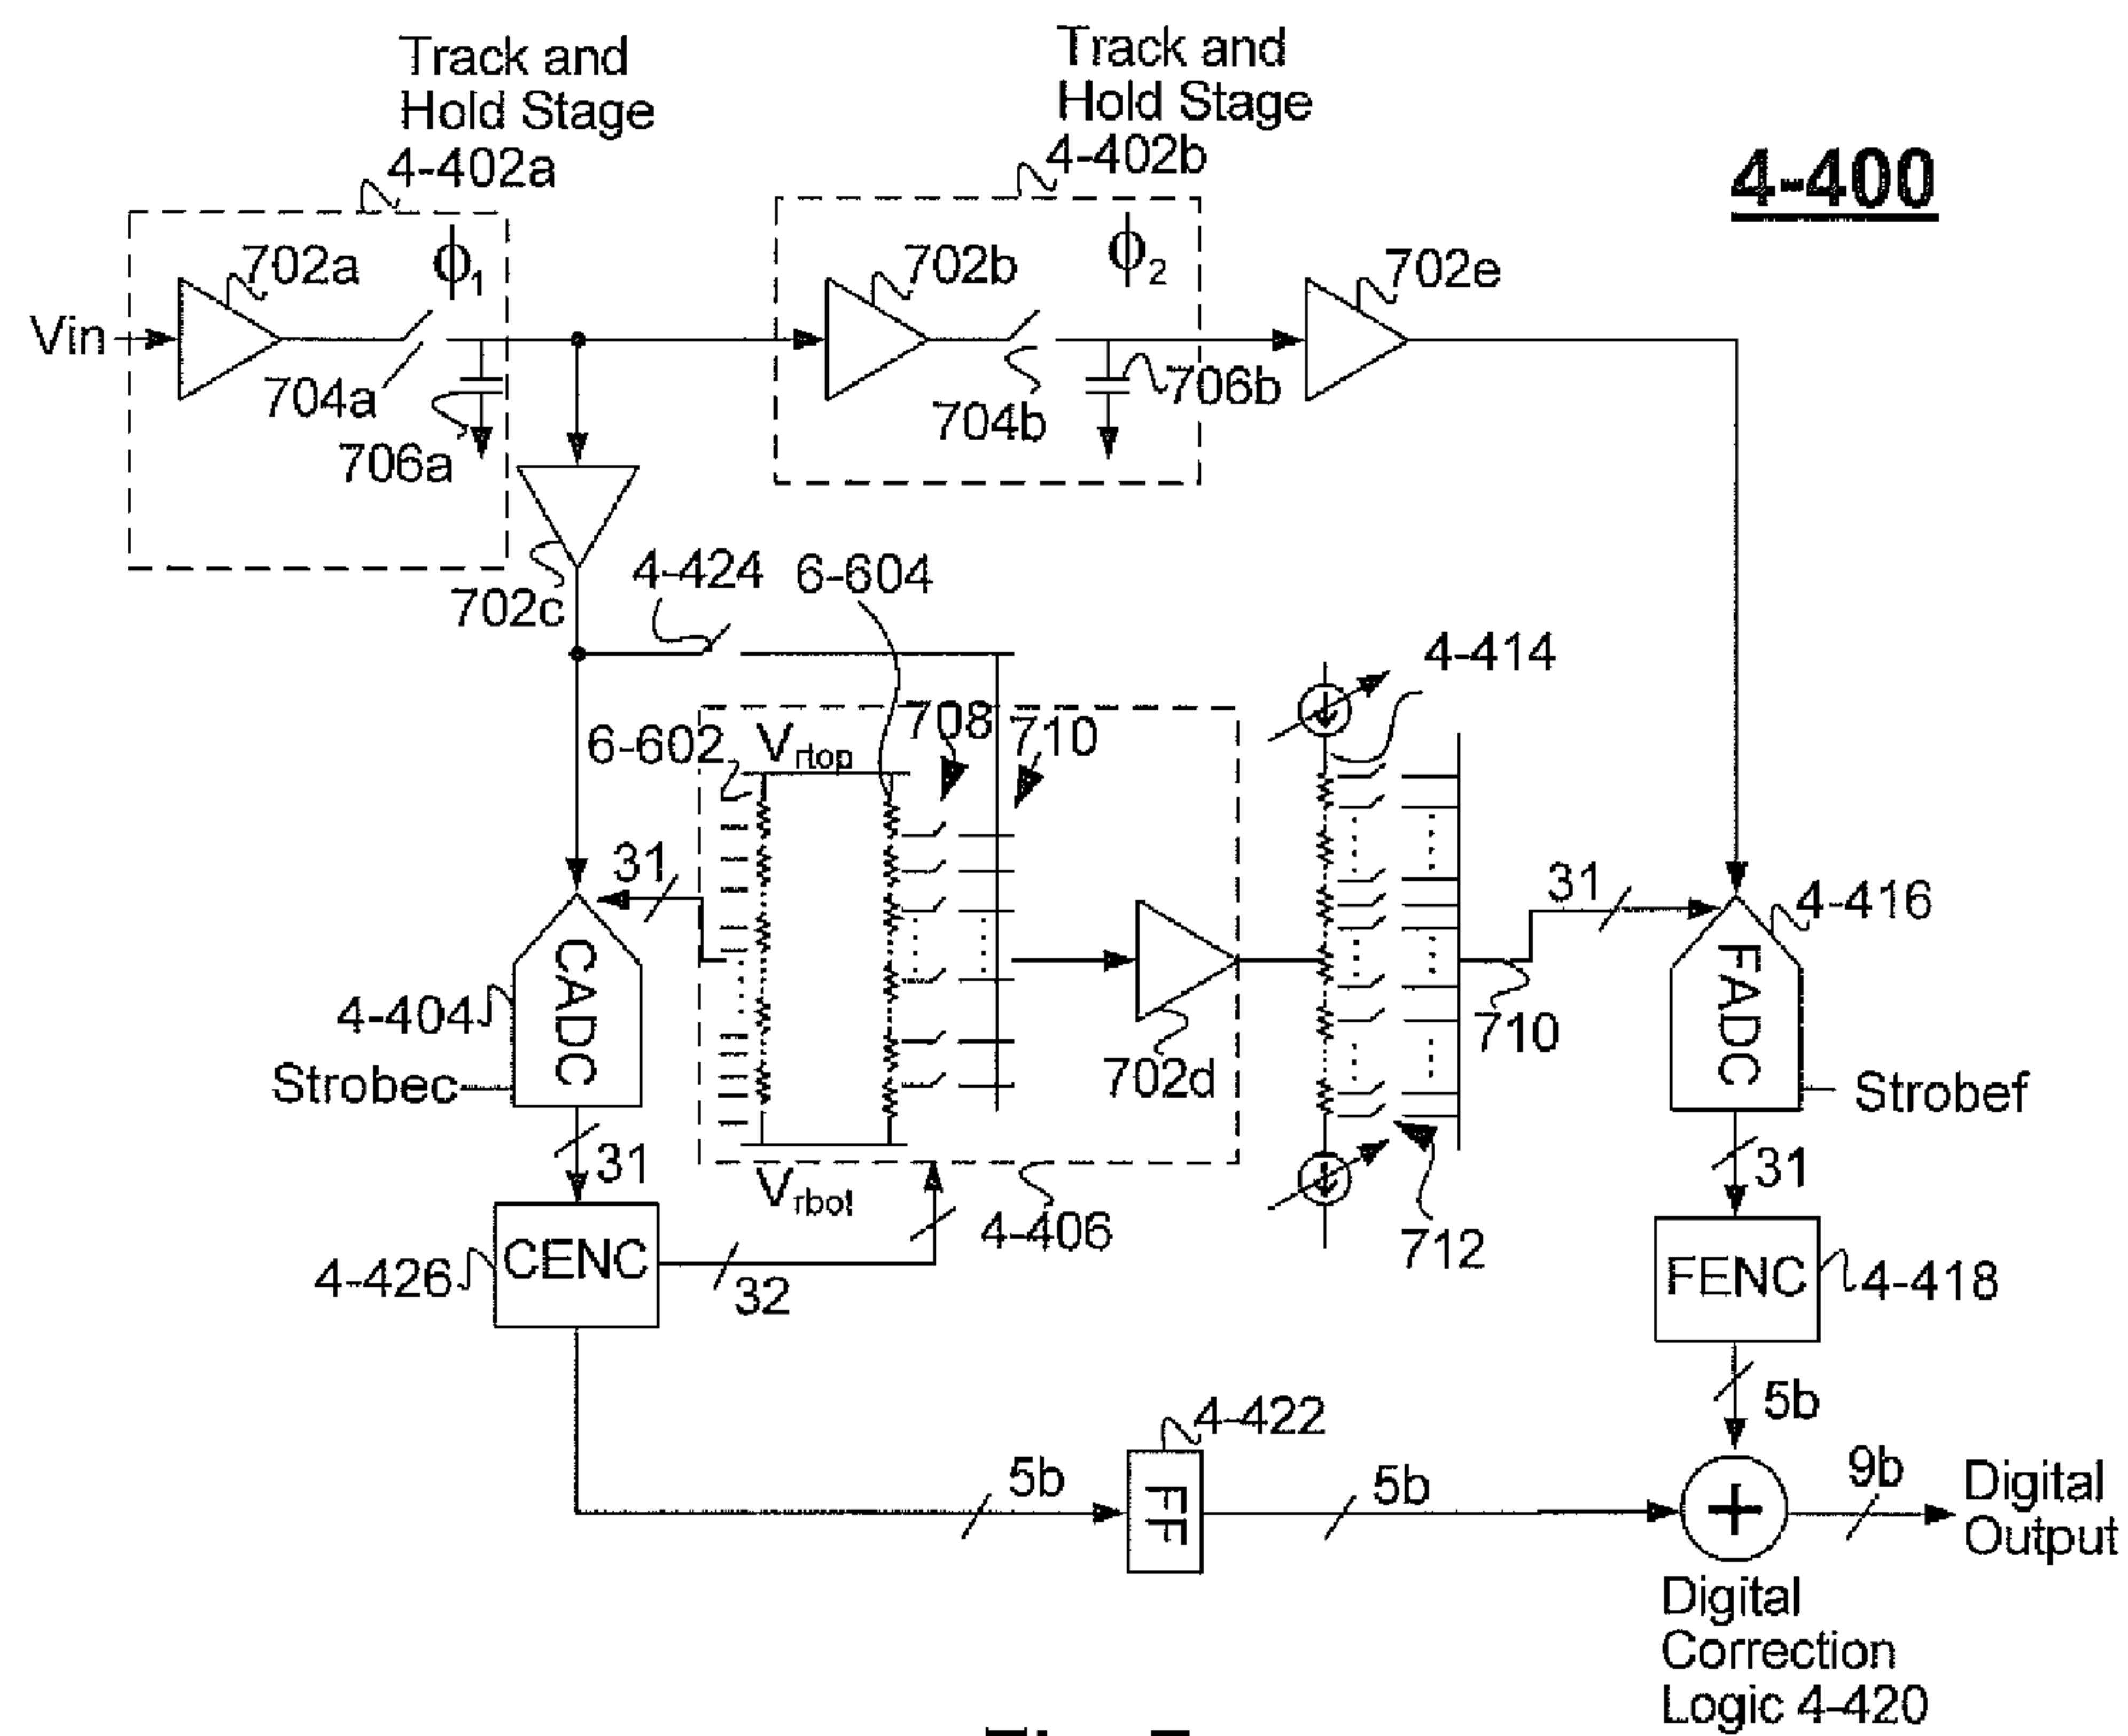 Track and
Hold Stage
4-402a
Track and
Hold Stage
4-402b
4-400
702a
ϕ1
702b
ϕ2
702e
Vin
704a
706a
704b
706b
702c
4-424
6-604
4-414
6-602
Vrtop
708
710
31
31
4-416
CADC
FADC
4-404
702d
710
Strobec
Strobef
31
Vrbot
4-406
712
31
4-426
CENC
32
FENC
4-418
4-422
5b
5b
FF
5b
9b
Digital
Output
+
Digital
Correction
Logic 4-420